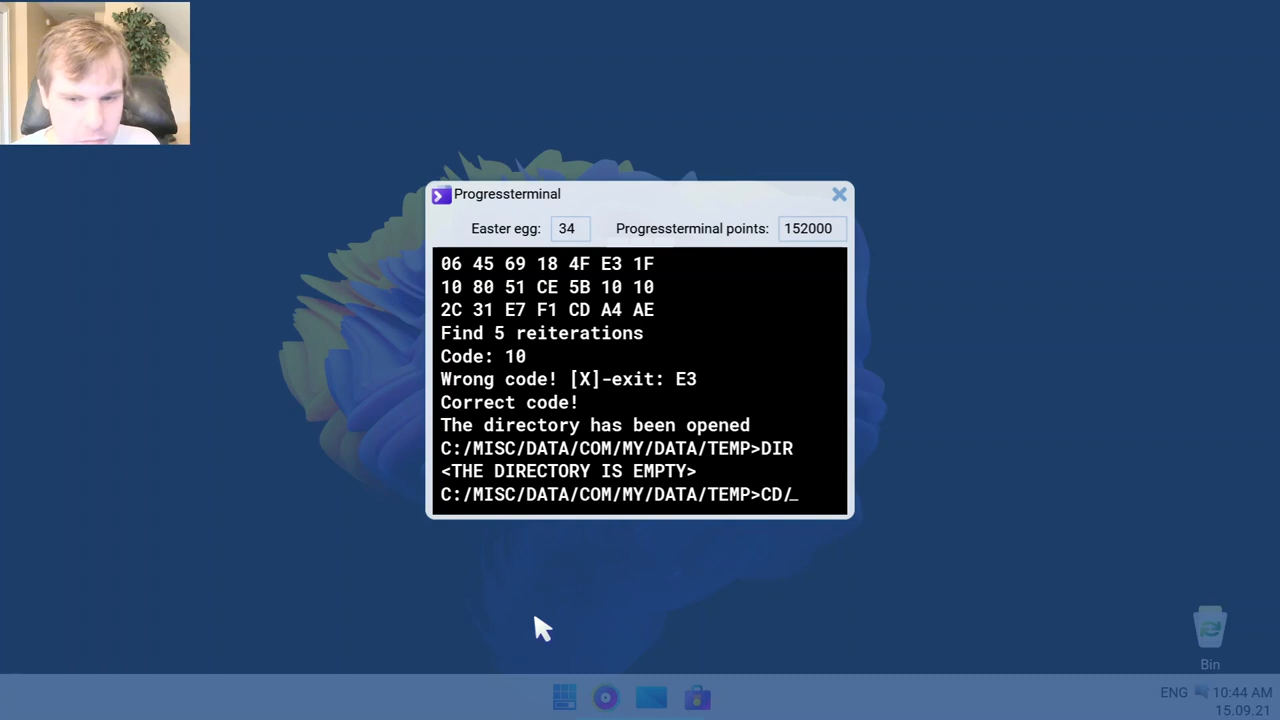 Progressterminal
Easter egg: 34 Progressterminal points: 152000
06 45 69 18 4F E3 1F
10 80 51 CE 5B 10 10
2C 31 E7 F1 CD A4 AE
Find 5 reiterations
Code: 10
Wrong code! [X]-exit: E3
Correct code!
The directory has been opened
C:/MISC/DATA/COM/MY/DATA/TEMP>DIR
<THE DIRECTORY IS EMPTY>
C:/MISC/DATA/COM/MY/DATA/TEMP>CD/_
Bin
ENG 10:44 AM
15.09.21